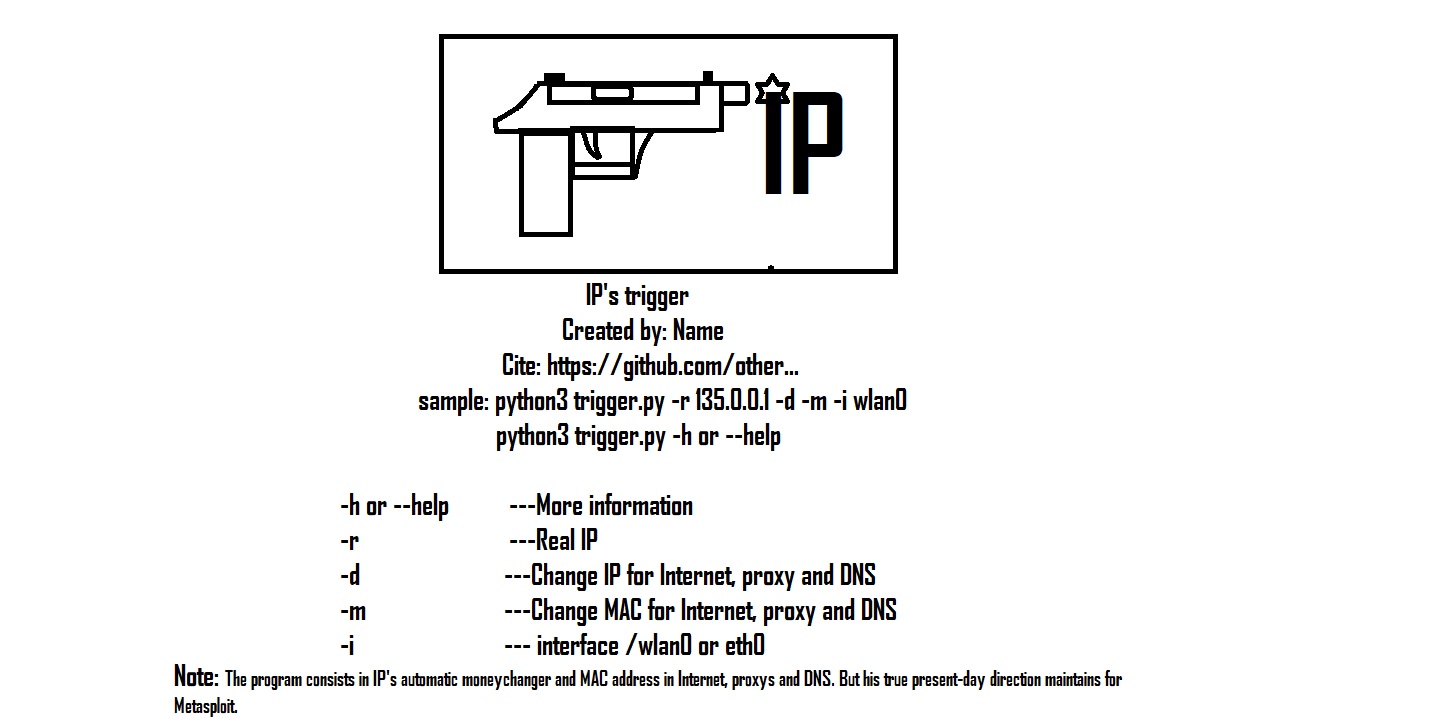 IP
IP's trigger
Created by: Name
Cite: https://github.com/other...
sample: python3 trigger.py -r 135.0.0.1 -d -m -i wlan0
python3 trigger.py -h or --help
-h or --help ---More information
-r ---Real IP
-d ---Change IP for Internet, proxy and DNS
-m ---Change MAC for Internet, proxy and DNS
-i --- interface /wlan0 or eth0
Note: The program consists in IP's automatic moneychanger and MAC address in Internet, proxys and DNS. But his true present-day direction maintains for
Metasploit.